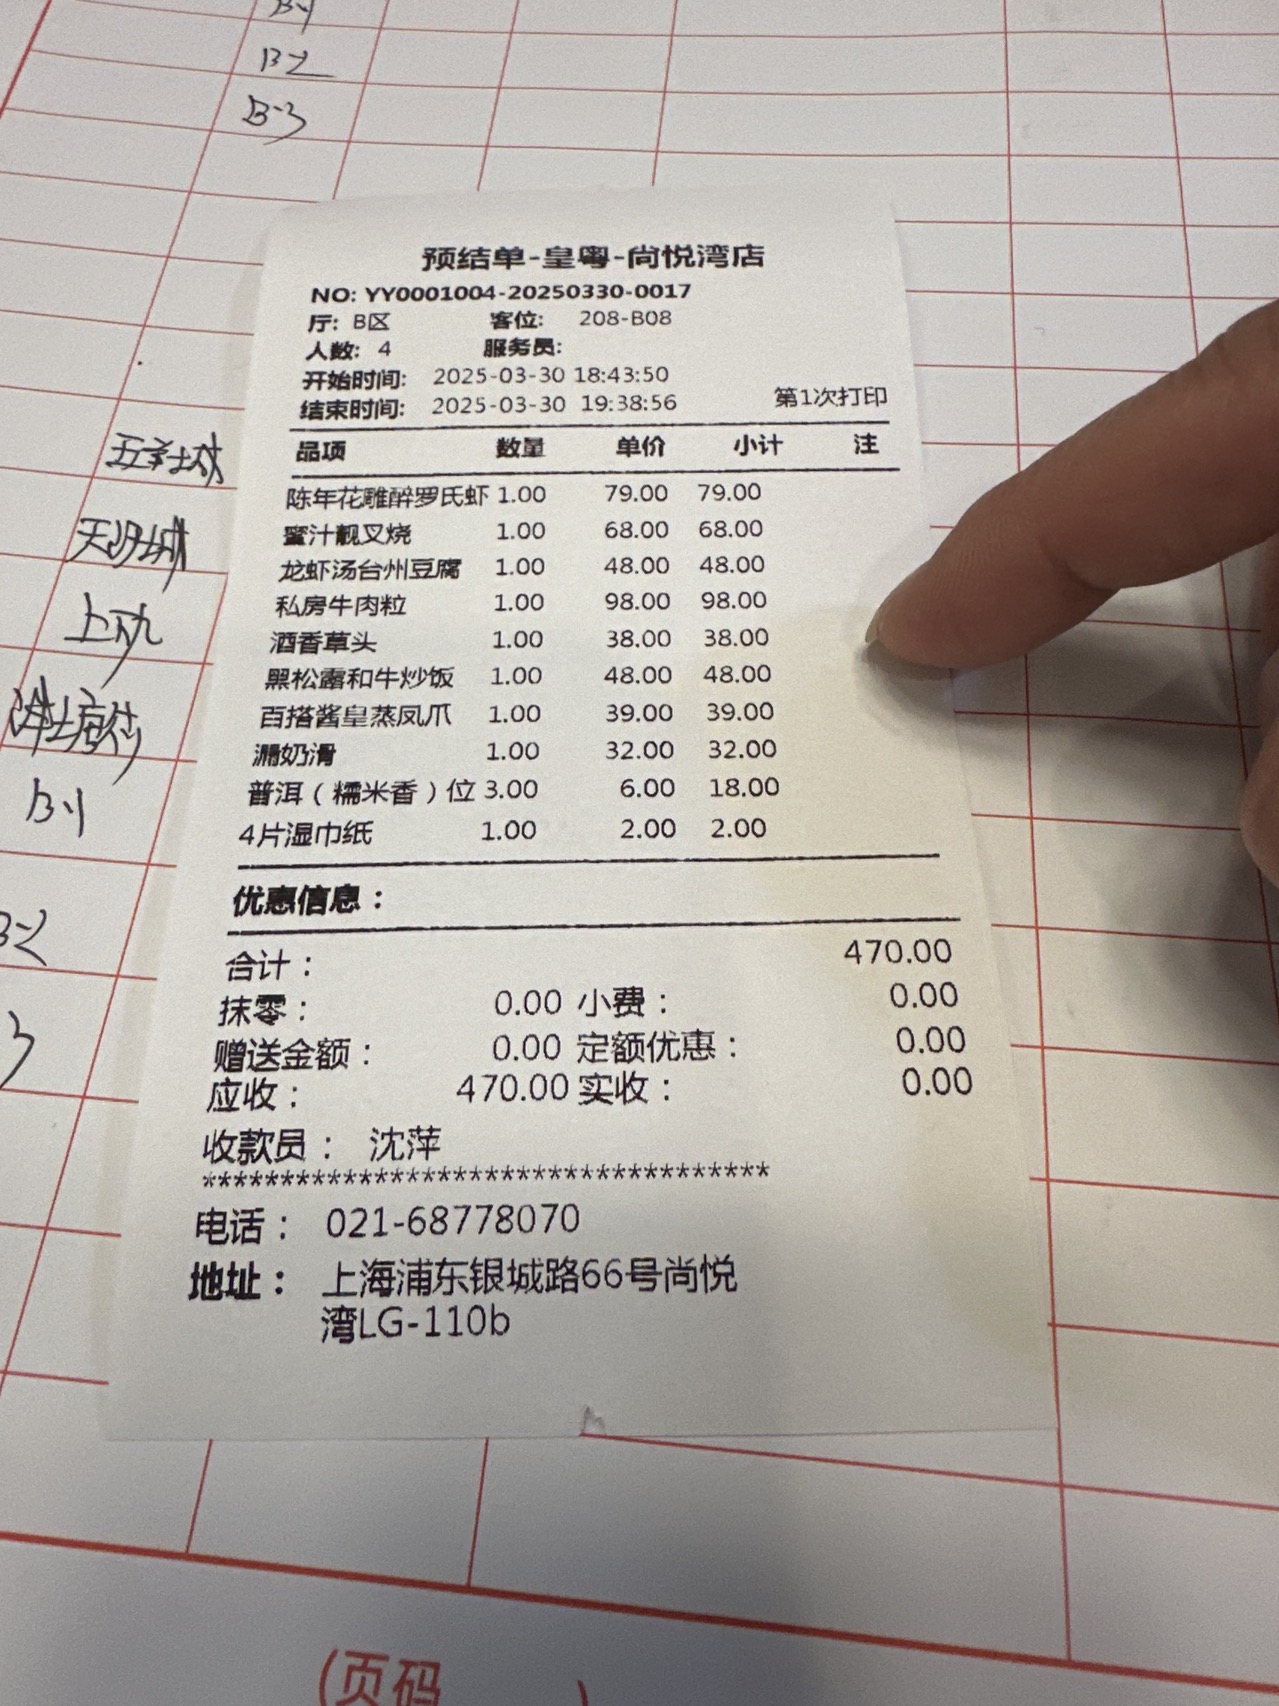 B-1
B2
B-3
预结单-皇粤-尚悦湾店
NO: YY0001004-20250330-0017
厅: B区 客位: 208-B08
人数: 4 服务员:
开始时间: 2025-03-30 18:43:50
结束时间: 2025-03-30 19:38:56 第1次打印
品项 数量 单价 小计 注
陈年花雕醉罗氏虾 1.00 79.00 79.00
蜜汁靓叉烧 1.00 68.00 68.00
龙虾汤台州豆腐 1.00 48.00 48.00
私房牛肉粒 1.00 98.00 98.00
酒香草头 1.00 38.00 38.00
黑松露和牛炒饭 1.00 48.00 48.00
百搭酱皇蒸凤爪 1.00 39.00 39.00
漏奶滑 1.00 32.00 32.00
普洱（糯米香）位 3.00 6.00 18.00
4片湿巾纸 1.00 2.00 2.00
优惠信息：
合计： 470.00
抹零： 0.00 小费： 0.00
赠送金额： 0.00 定额优惠： 0.00
应收： 470.00 实收： 0.00
收款员： 沈萍
*************************************
电话： 021-68778070
地址： 上海浦东银城路66号尚悦
湾LG-110b
B-1
B2
3
(页码 )